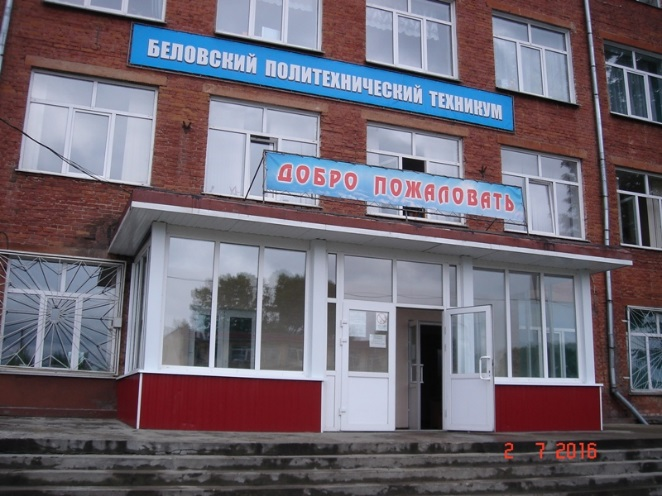 БЕЛОВСКИЙ ПОЛИТЕХНИЧЕСКИЙ ТЕХНИКУМ
ДОБРО ПОЖАЛОВАТЬ
2 7 2016